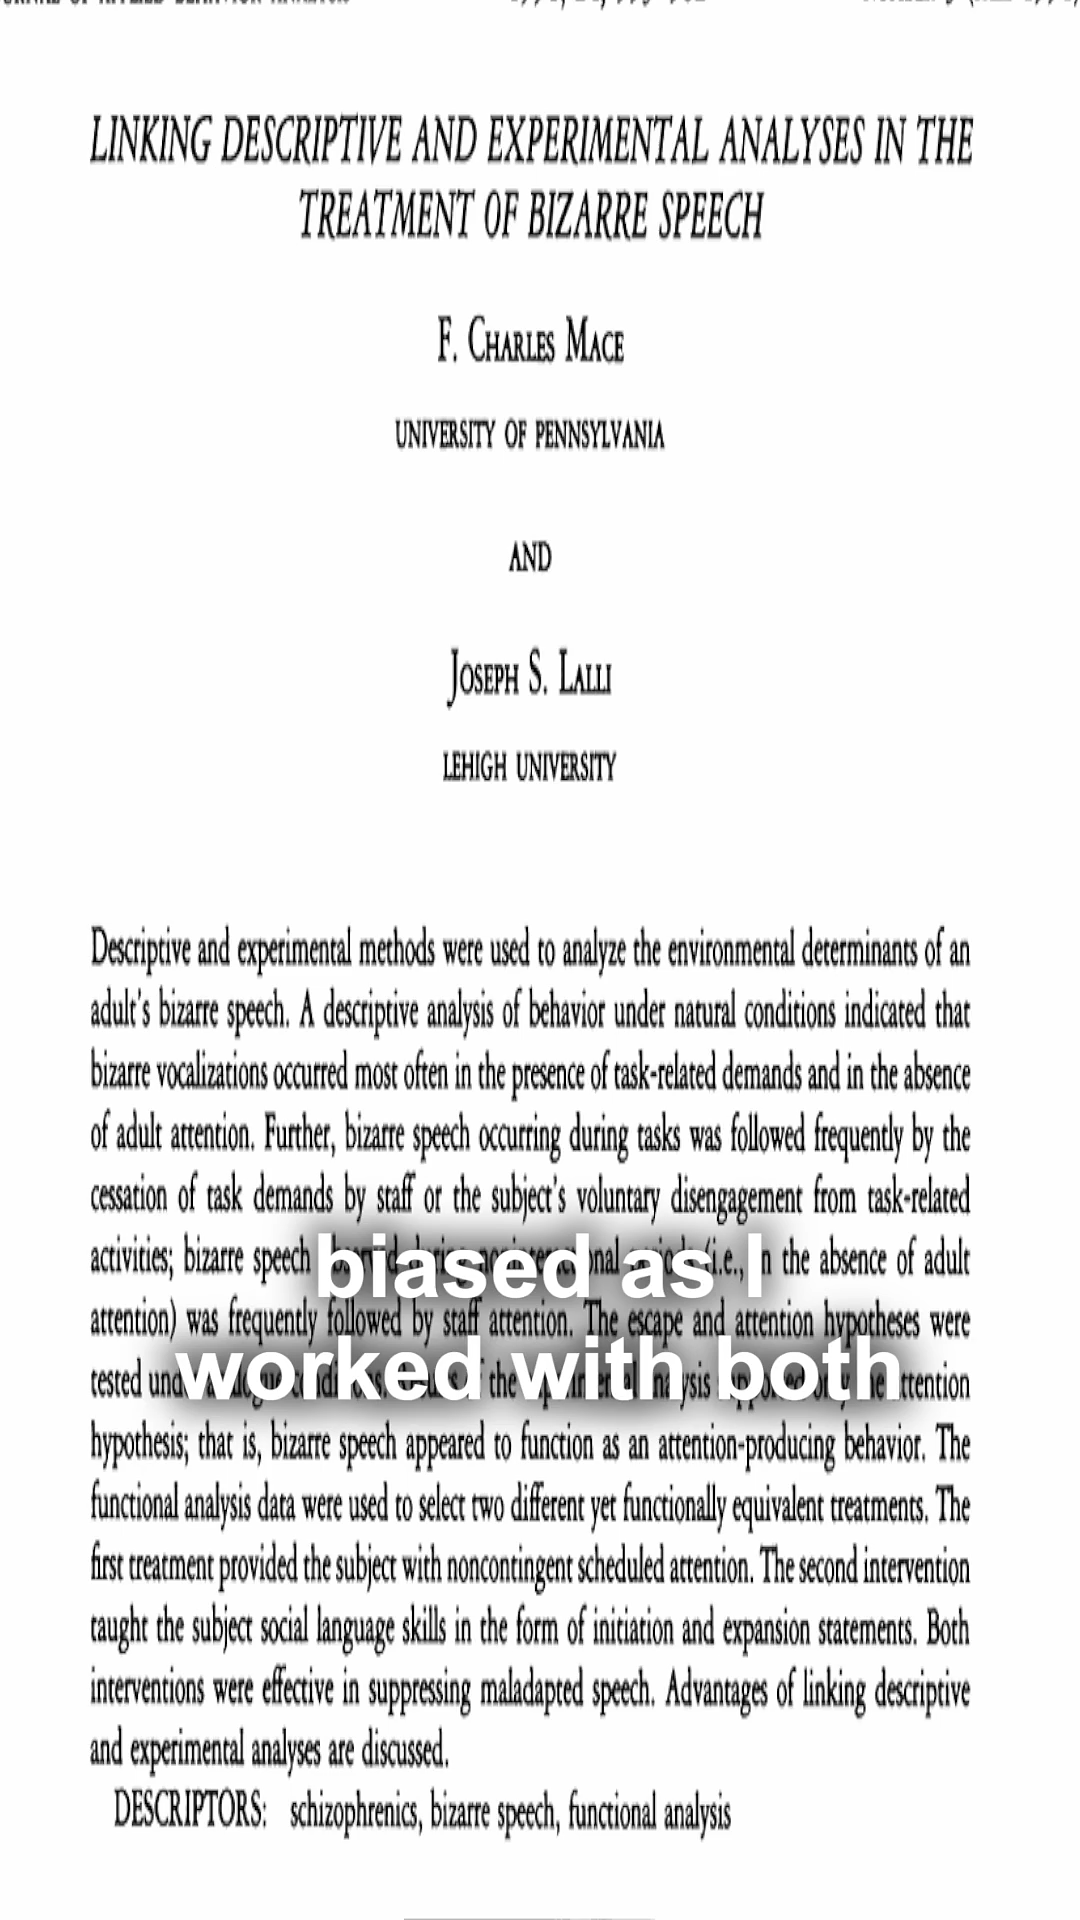 LINKING DESCRIPTIVE AND EXPERIMENTAL ANALYSES IN THE
TREATMENT OF BIZARRE SPEECH
F. CHARLES MACE
UNIVERSITY OF PENNSYLVANIA
AND
JOSEPH S. LALLI
LEHIGH UNIVERSITY
Descriptive and experimental methods were used to analyze the environmental determinants of an
adult's bizarre speech. A descriptive analysis of behavior under natural conditions indicated that
bizarre vocalizations occurred most often in the presence of task-related demands and in the absence
of adult attention. Further, bizarre speech occurring during tasks was followed frequently by the
cessation of task demands by staff or the subject's voluntary disengagement from task-related
activities; bizarre speech (i.e., in the absence of adult
biased as I
attention) was frequently followed by staff attention. The escape and attention hypotheses were
tested the attention
worked with both
hypothesis; that is, bizarre speech appeared to function as an attention-producing behavior. The
functional analysis data were used to select two different yet functionally equivalent treatments. The
first treatment provided the subject with noncontingent scheduled attention. The second intervention
taught the subject social language skills in the form of initiation and expansion statements. Both
interventions were effective in suppressing maladapted speech. Advantages of linking descriptive
and experimental analyses are discussed.
DESCRIPTORS: schizophrenics, bizarre speech, functional analysis